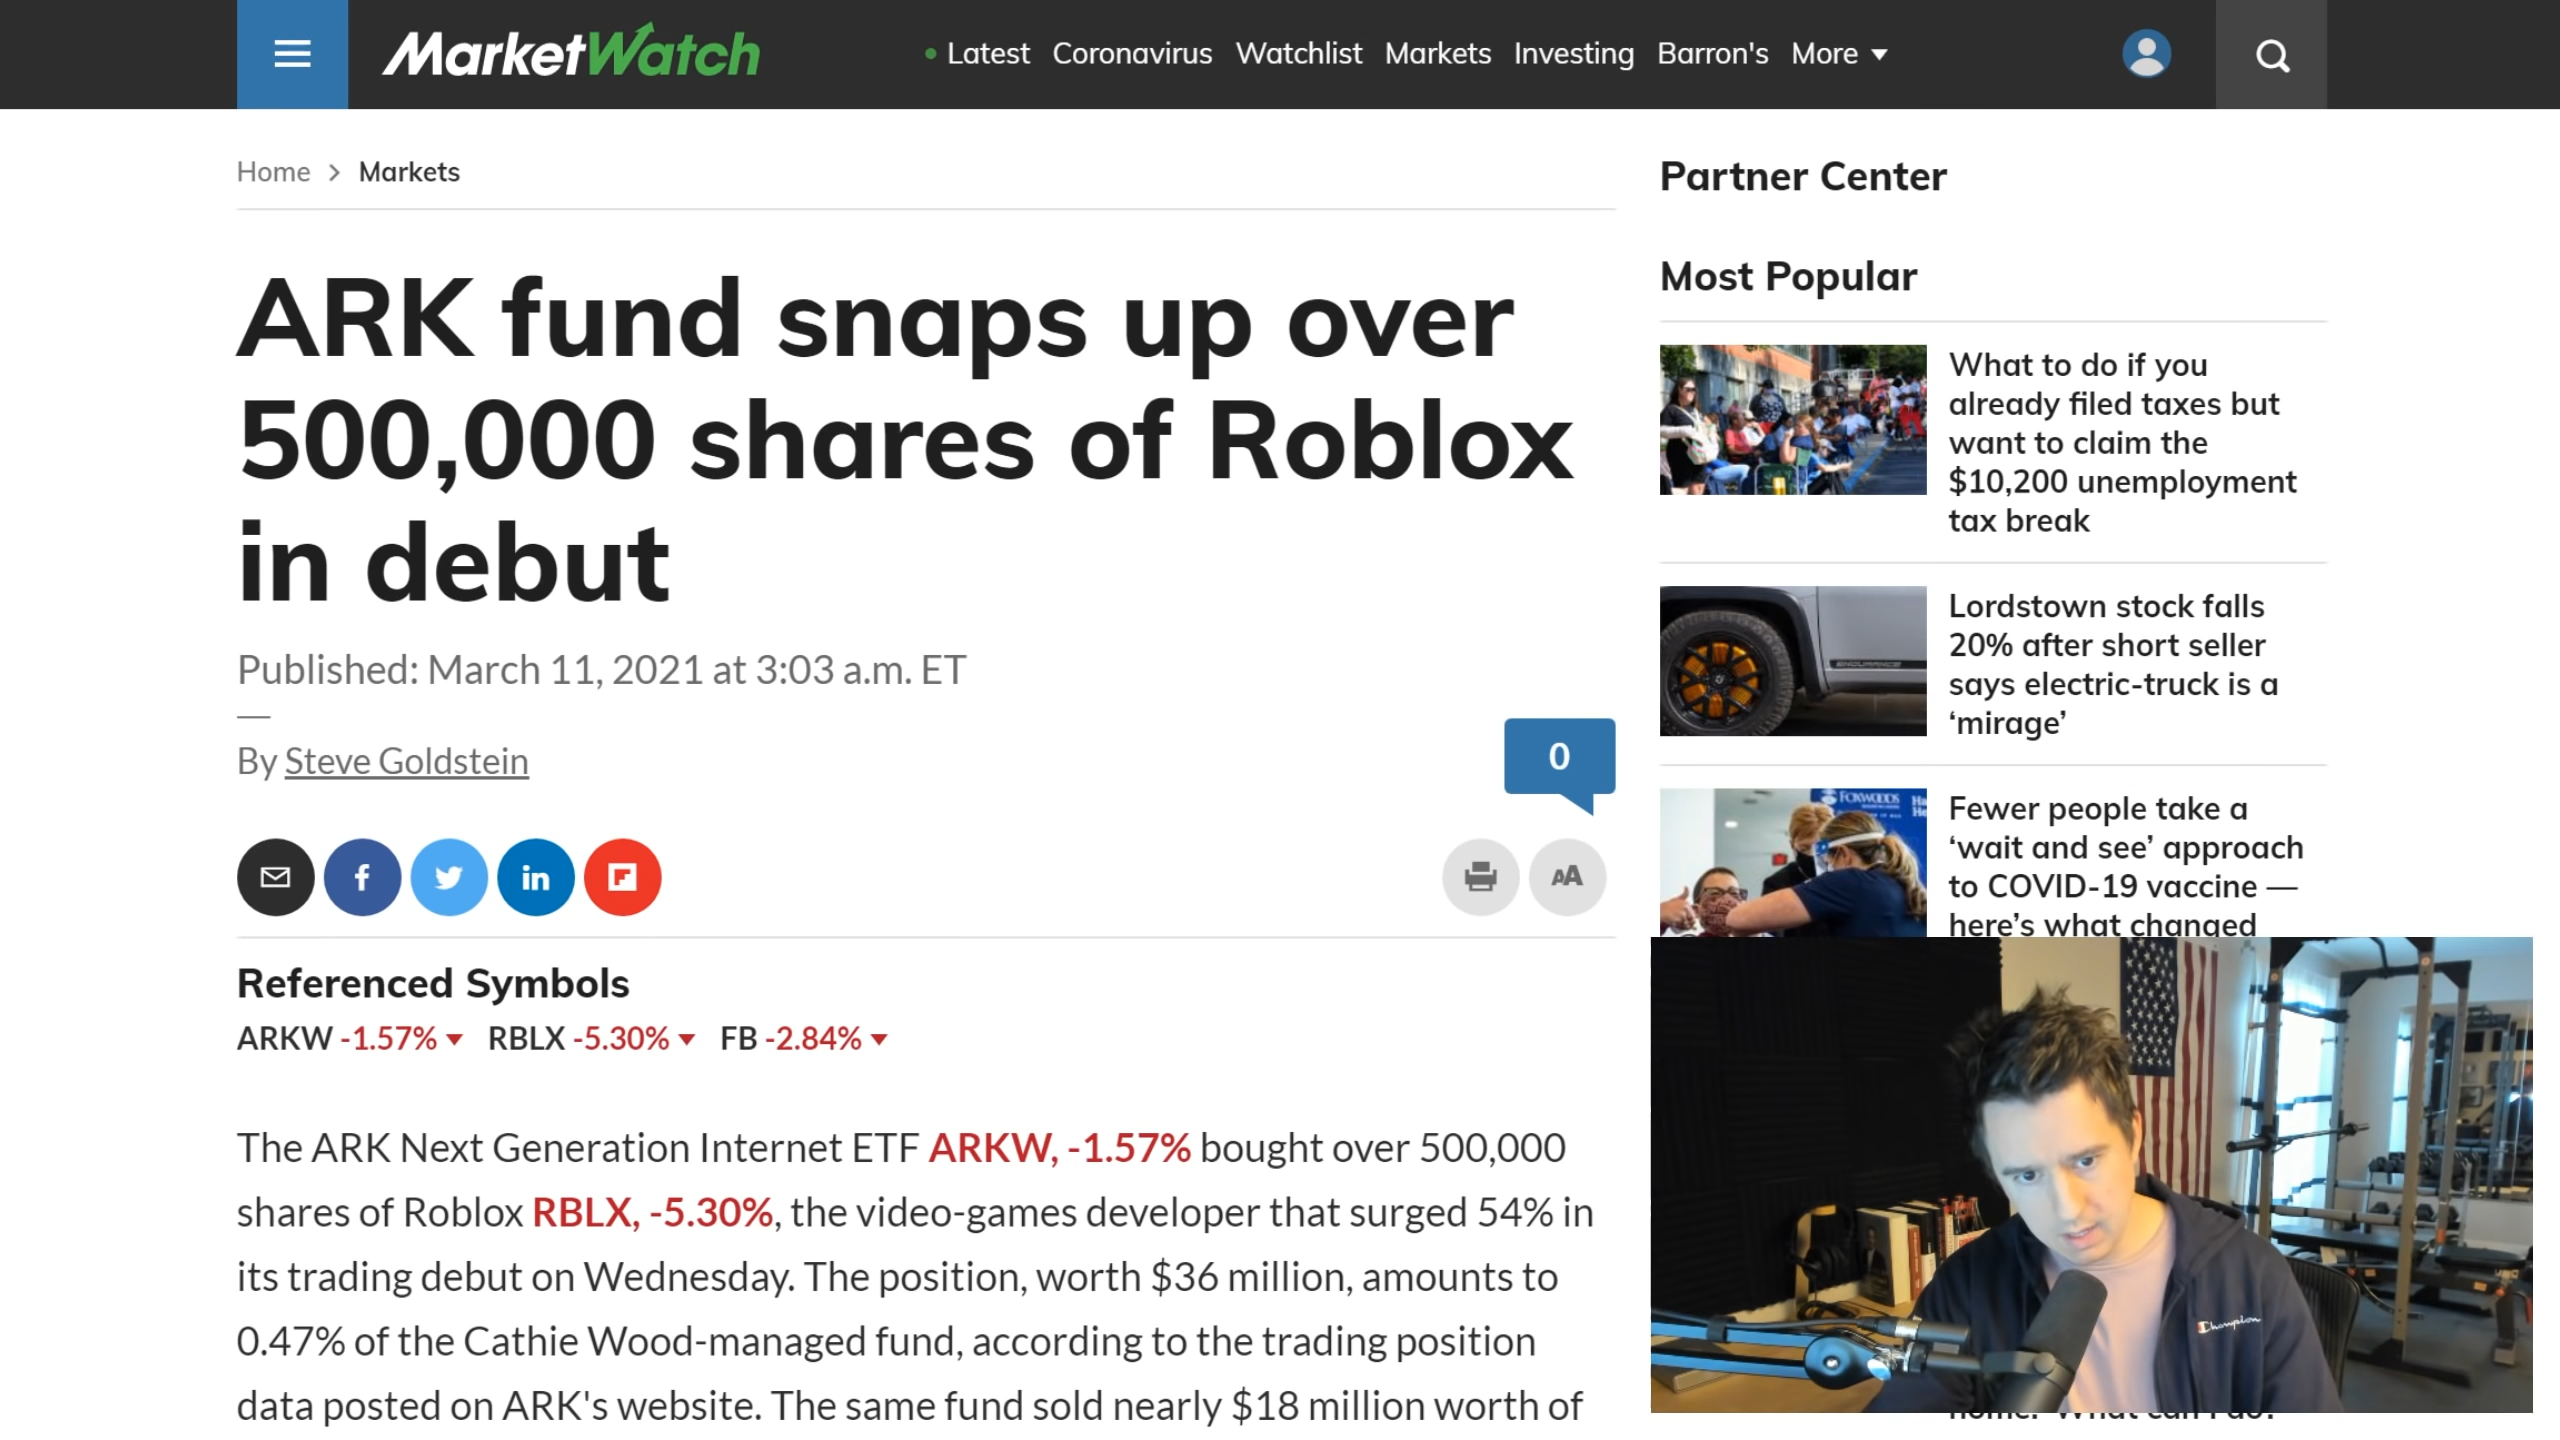 MarketWatch
Latest Coronavirus Watchlist Markets Investing Barron's More
Home > Markets
ARK fund snaps up over
500,000 shares of Roblox
in debut
Published: March 11, 2021 at 3:03 a.m. ET
—
By Steve Goldstein
0
AA
Referenced Symbols
ARKW -1.57% RBLX -5.30% FB -2.84%
The ARK Next Generation Internet ETF ARKW, -1.57% bought over 500,000
shares of Roblox RBLX, -5.30%, the video-games developer that surged 54% in
its trading debut on Wednesday. The position, worth $36 million, amounts to
0.47% of the Cathie Wood-managed fund, according to the trading position
data posted on ARK's website. The same fund sold nearly $18 million worth of
Partner Center
Most Popular
What to do if you
already filed taxes but
want to claim the
$10,200 unemployment
tax break
ENDURANCE
Lordstown stock falls
20% after short seller
says electric-truck is a
‘mirage’
FOXWOODS
Fewer people take a
‘wait and see’ approach
to COVID-19 vaccine —
here’s what changed
Champion